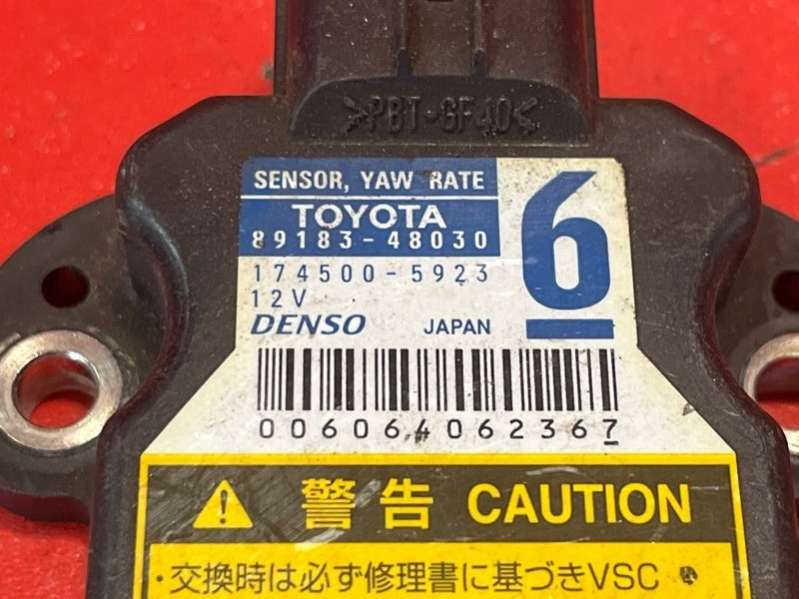 >PBT-GF40<
SENSOR, YAW RATE
TOYOTA
89183-48030
6
174500-5923
12V
DENSO JAPAN
006064062367
警告 CAUTION
・交換時は必ず修理書に基づきVSC